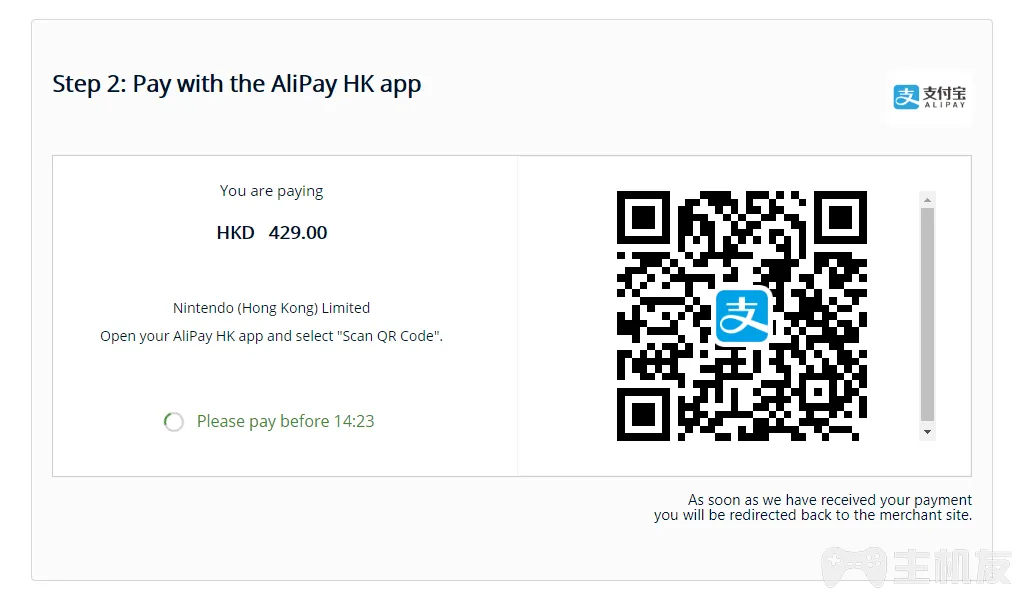 Step 2: Pay with the AliPay HK app
支付宝
ALIPAY
You are paying
HKD 429.00
Nintendo (Hong Kong) Limited
Open your AliPay HK app and select "Scan QR Code".
Please pay before 14:23
支
As soon as we have received your payment
you will be redirected back to the merchant site.
主机友